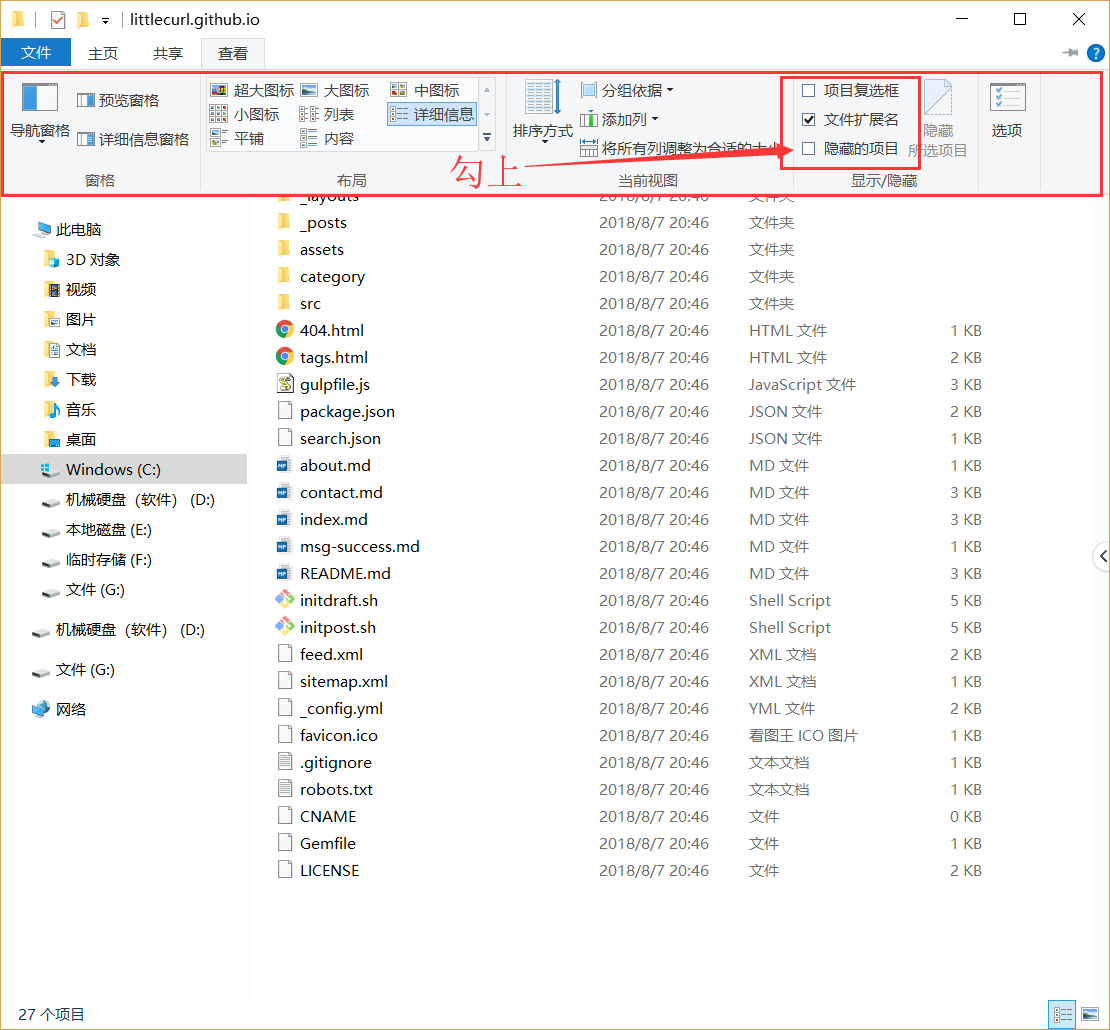 littlecurl.github.io
文件 主页 共享 查看
导航窗格
预览窗格
详细信息窗格
窗格
超大图标 大图标 中图标
小图标 列表 详细信息
平铺 内容
布局
排序方式
分组依据
添加列
将所有列调整为合适的大小
当前视图
项目复选框
文件扩展名
隐藏的项目
隐藏
所选项目
显示/隐藏
选项
勾上
此电脑
3D 对象
视频
图片
文档
下载
音乐
桌面
Windows (C:)
机械硬盘（软件） (D:)
本地磁盘 (E:)
临时存储 (F:)
文件 (G:)
机械硬盘（软件） (D:)
文件 (G:)
网络
_layouts 2018/8/7 20:46 文件夹
_posts 2018/8/7 20:46 文件夹
assets 2018/8/7 20:46 文件夹
category 2018/8/7 20:46 文件夹
src 2018/8/7 20:46 文件夹
404.html 2018/8/7 20:46 HTML 文件 1 KB
tags.html 2018/8/7 20:46 HTML 文件 2 KB
gulpfile.js 2018/8/7 20:46 JavaScript 文件 3 KB
package.json 2018/8/7 20:46 JSON 文件 2 KB
search.json 2018/8/7 20:46 JSON 文件 1 KB
about.md 2018/8/7 20:46 MD 文件 1 KB
contact.md 2018/8/7 20:46 MD 文件 3 KB
index.md 2018/8/7 20:46 MD 文件 3 KB
msg-success.md 2018/8/7 20:46 MD 文件 1 KB
README.md 2018/8/7 20:46 MD 文件 3 KB
initdraft.sh 2018/8/7 20:46 Shell Script 5 KB
initpost.sh 2018/8/7 20:46 Shell Script 5 KB
feed.xml 2018/8/7 20:46 XML 文档 2 KB
sitemap.xml 2018/8/7 20:46 XML 文档 1 KB
_config.yml 2018/8/7 20:46 YML 文件 2 KB
favicon.ico 2018/8/7 20:46 看图王 ICO 图片 1 KB
.gitignore 2018/8/7 20:46 文本文档 1 KB
robots.txt 2018/8/7 20:46 文本文档 1 KB
CNAME 2018/8/7 20:46 文件 0 KB
Gemfile 2018/8/7 20:46 文件 1 KB
LICENSE 2018/8/7 20:46 文件 2 KB
27 个项目